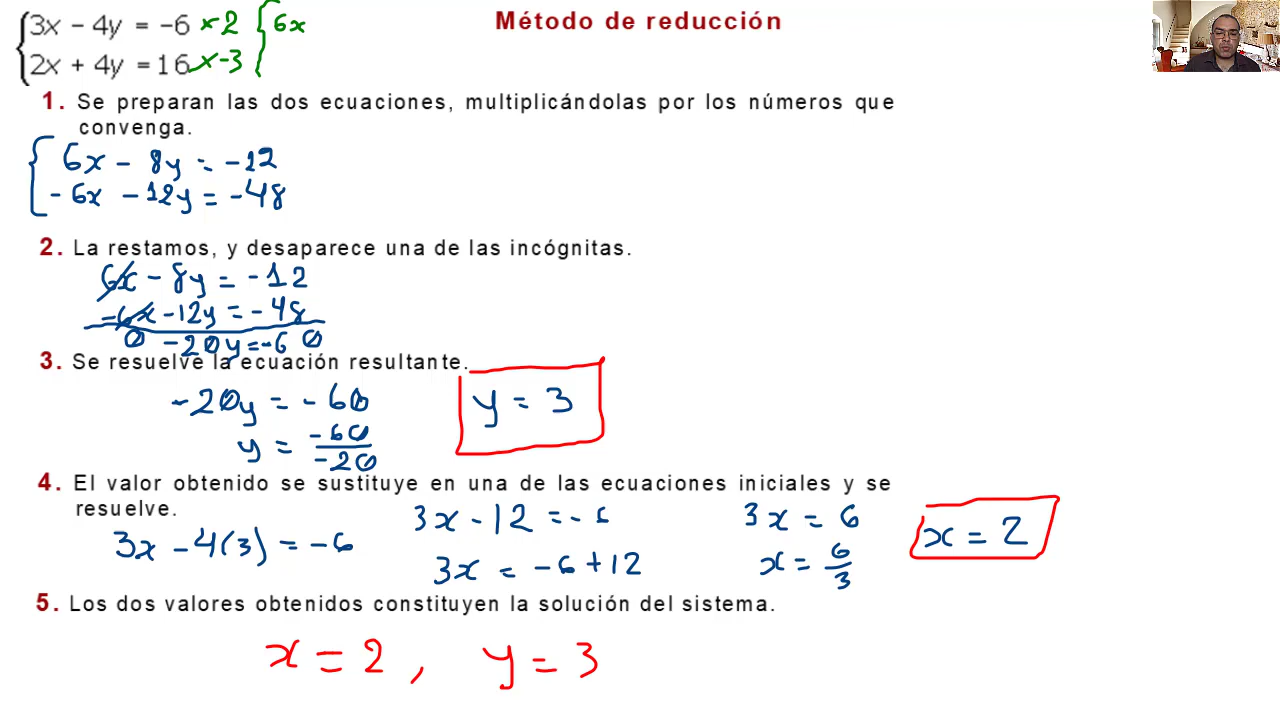 Método de reducción
3x − 4y = −6 ×2 { 6x
2x + 4y = 16 ×-3
1. Se preparan las dos ecuaciones, multiplicándolas por los números que
convenga.
6x - 8y = -12
- 6x - 12y = -48
2. La restamos, y desaparece una de las incógnitas.
6x - 8y = -12
-6x -12y = -48
0 -20y = -60
3. Se resuelve la ecuación resultante.
-20y = -60
y = 3
y = -60/-20
4. El valor obtenido se sustituye en una de las ecuaciones iniciales y se
resuelve.
3x - 4(3) = -6
3x - 12 = -6
3x = -6 + 12
3x = 6
x = 6/3
x = 2
5. Los dos valores obtenidos constituyen la solución del sistema.
x = 2 , y = 3